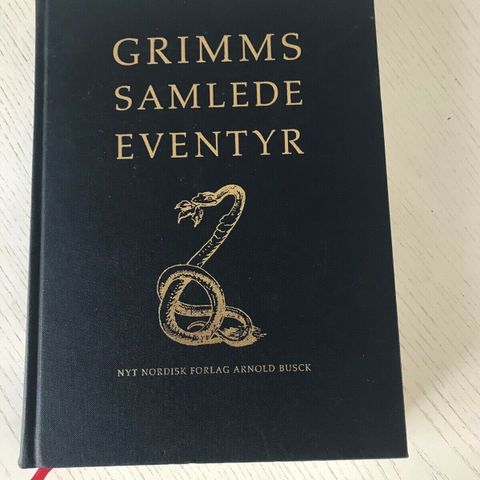 GRIMMS
SAMLEDE
EVENTYR
NYT NORDISK FORLAG ARNOLD BUSCK